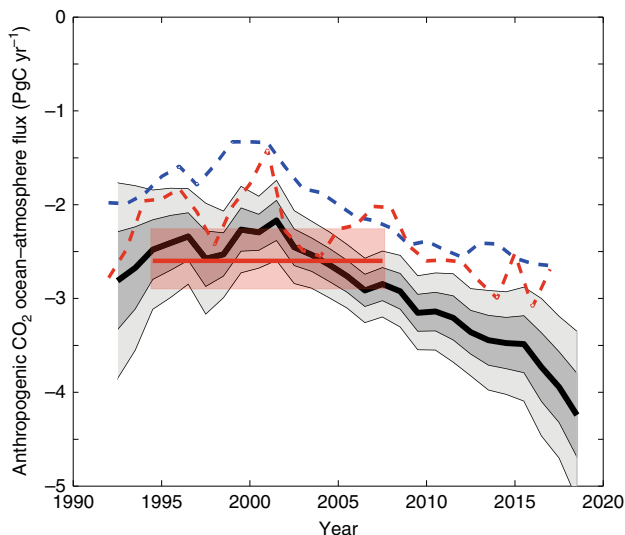 Anthropogenic CO₂ ocean–atmosphere flux (PgC yr⁻¹)
0
–1
–2
–3
–4
–5
1990 1995 2000 2005 2010 2015 2020
Year